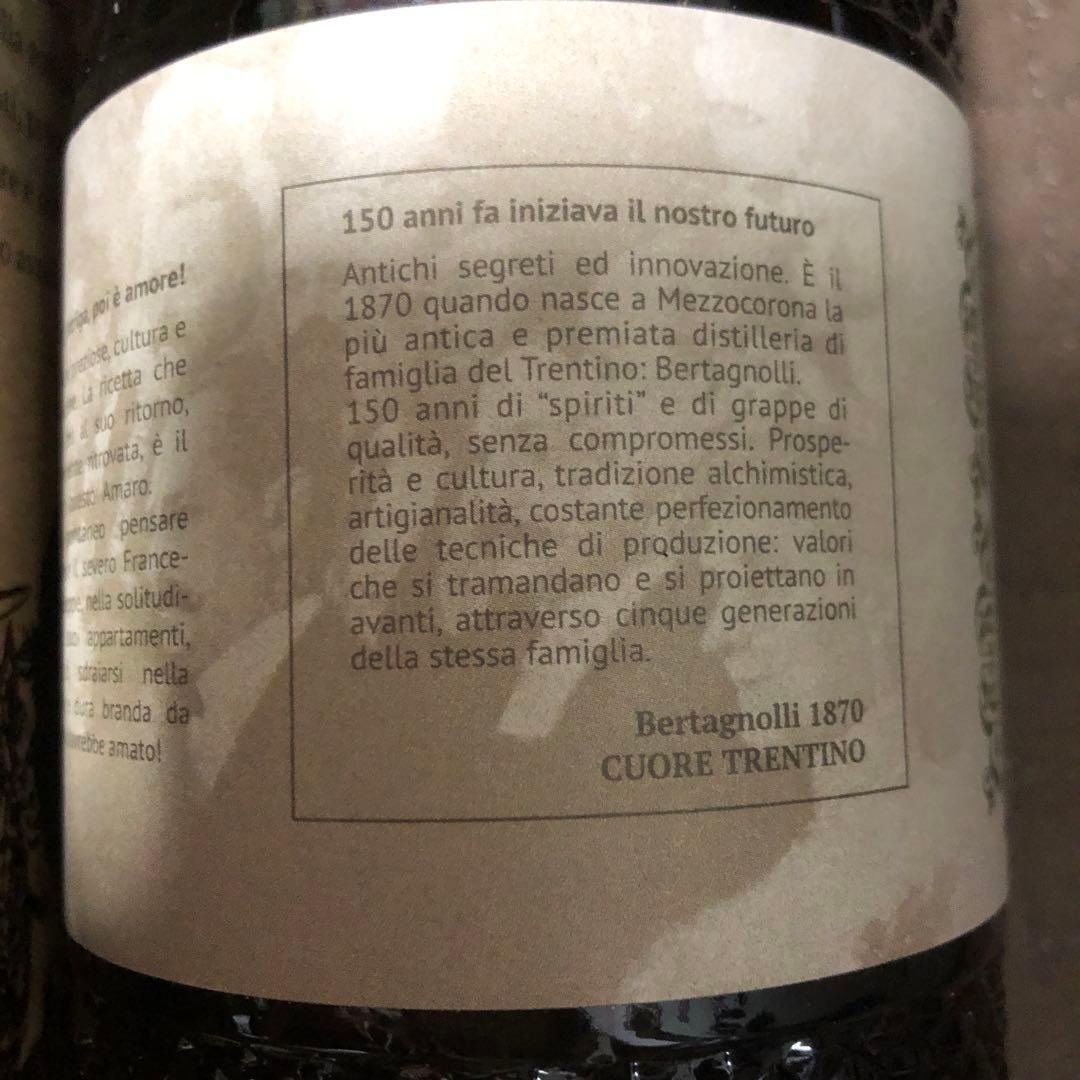 poi è amore!
cultura e
La ricetta che
al suo ritorno,
ritrovata, è il
Amaro.
pensare
il severo France-
nella solitudi-
appartamenti,
sdraiarsi nella
dura branda da
amato!
150 anni fa iniziava il nostro futuro
Antichi segreti ed innovazione. È il
1870 quando nasce a Mezzocorona la
più antica e premiata distilleria di
famiglia del Trentino: Bertagnolli.
150 anni di “spiriti” e di grappe di
qualità, senza compromessi. Prospe-
rità e cultura, tradizione alchimistica,
artigianalità, costante perfezionamento
delle tecniche di produzione: valori
che si tramandano e si proiettano in
avanti, attraverso cinque generazioni
della stessa famiglia.
Bertagnolli 1870
CUORE TRENTINO